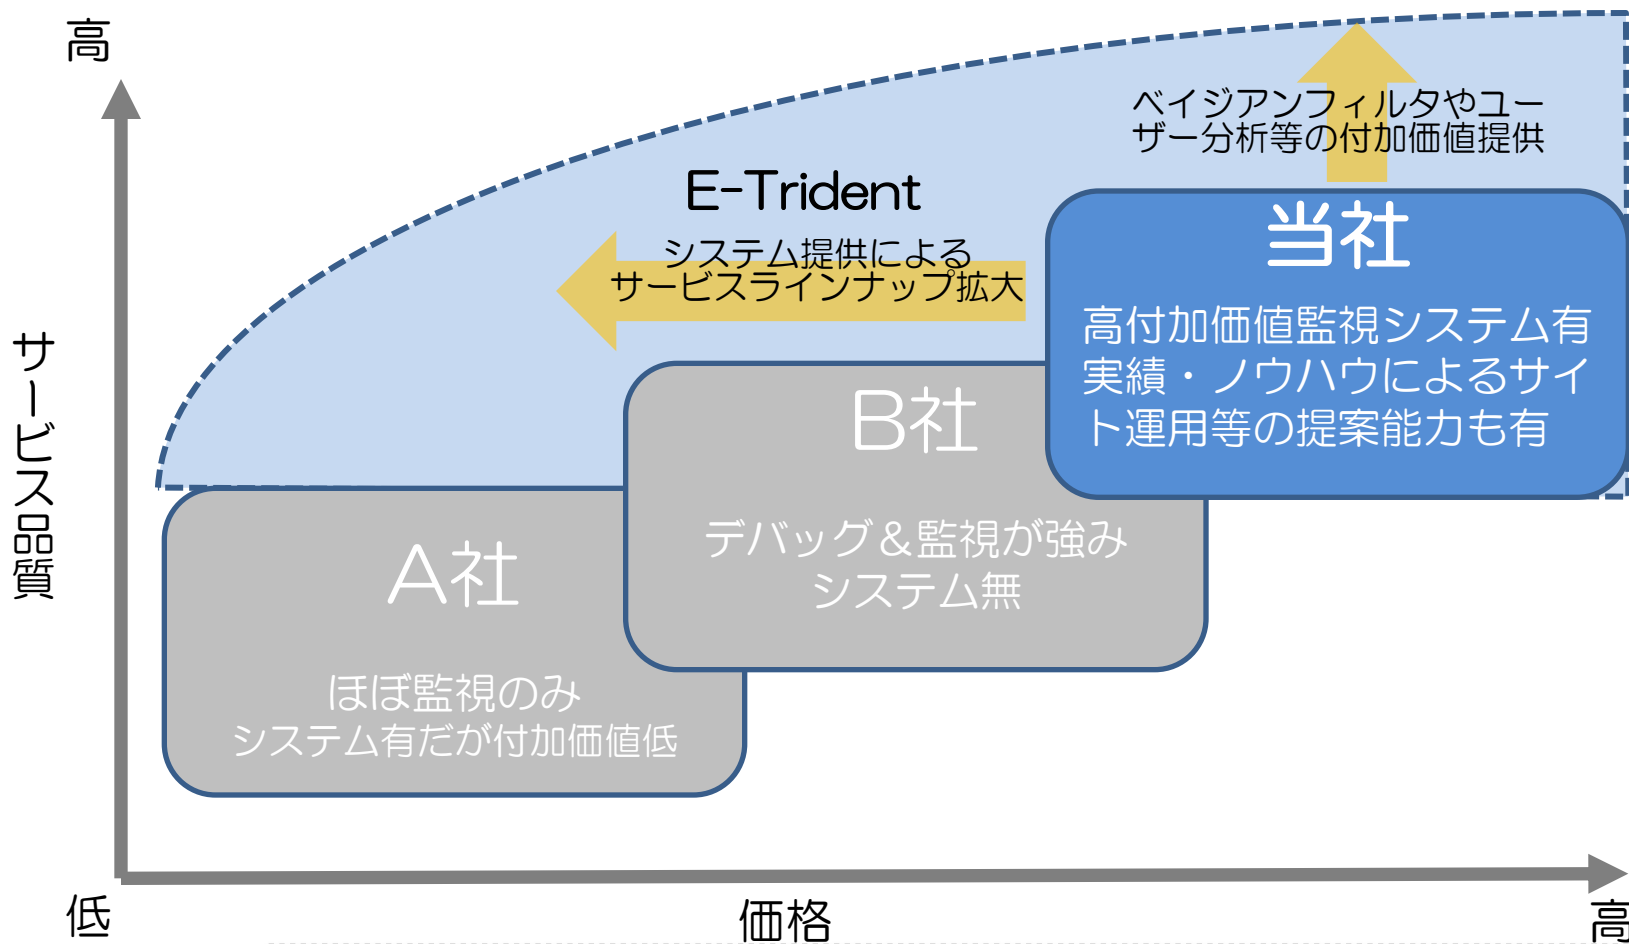 高
ベイジアンフィルタやユー
ザー分析等の付加価値提供
E-Trident
システム提供による
サービスラインナップ拡大
当社
高付加価値監視システム有
実績・ノウハウによるサイ
ト運用等の提案能力も有
サービス品質
B社
デバッグ＆監視が強み
システム無
A社
ほぼ監視のみ
システム有だが付加価値低
低
価格
高